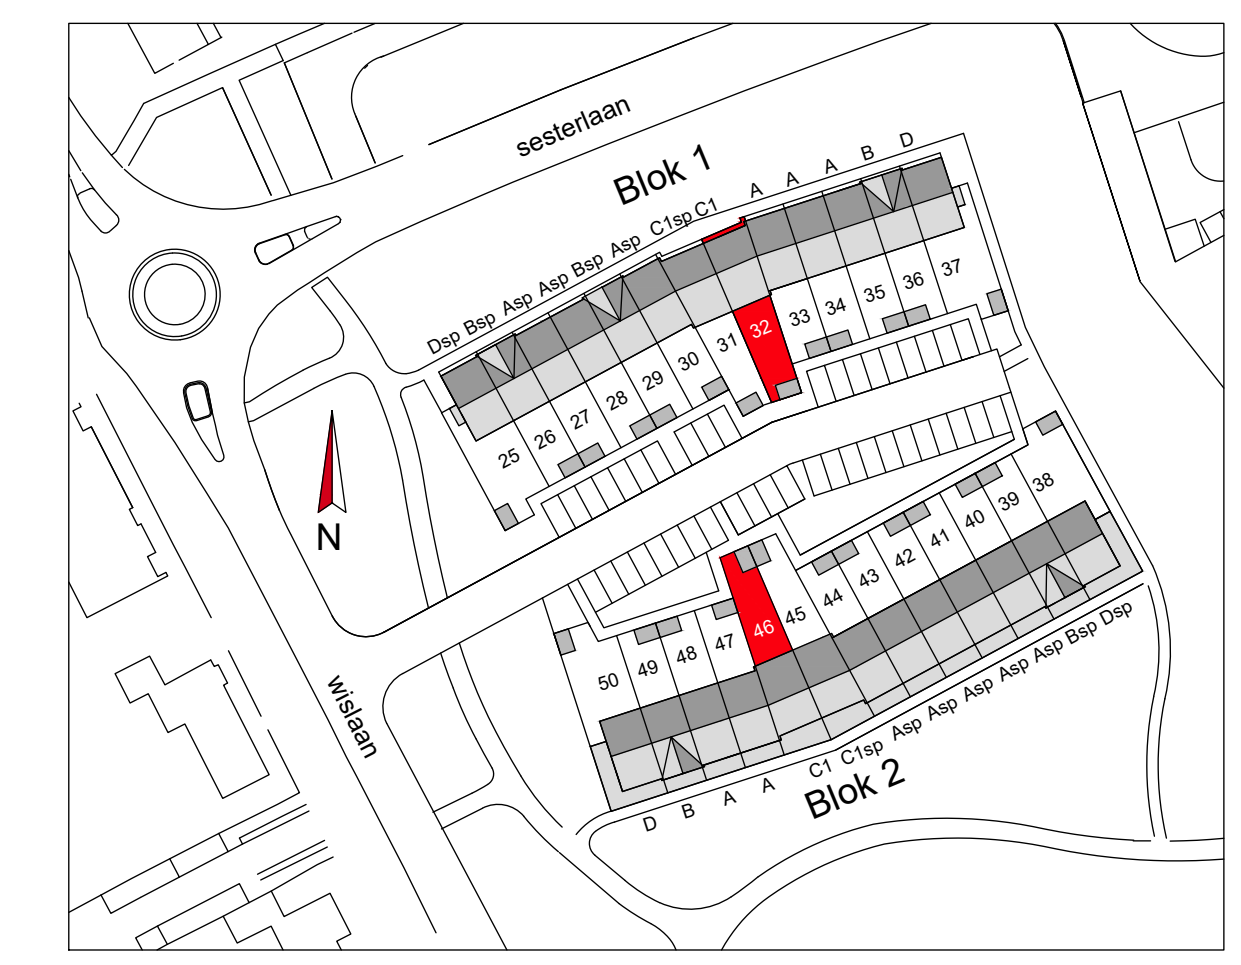 sesterlaan
Blok 1
Dsp Bsp Asp Asp Bsp Asp C1sp C1 A A A B D
25 26 27 28 29 30 31 32 33 34 35 36 37
N
50 49 48 47 46 45 44 43 42 41 40 39 38
D B A A C1 C1sp Asp Asp Asp Asp Asp Bsp Dsp
Blok 2
wislaan